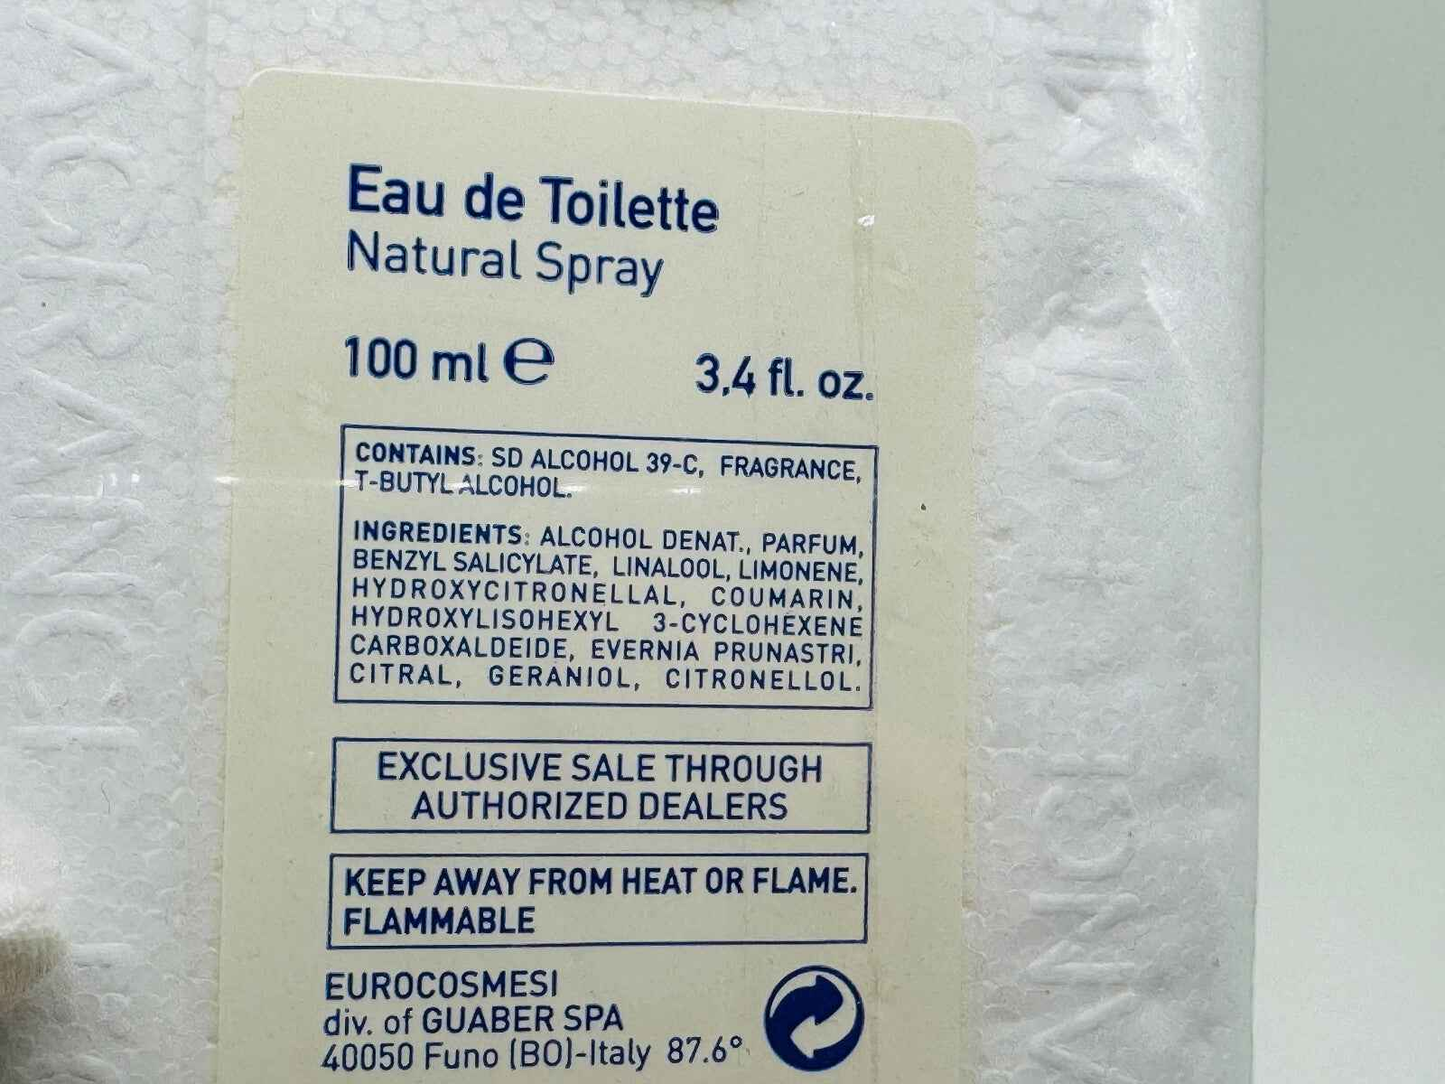 Eau de Toilette
Natural Spray
100 ml e
3,4 fl. oz.
CONTAINS: SD ALCOHOL 39-C, FRAGRANCE,
T-BUTYL ALCOHOL.
INGREDIENTS: ALCOHOL DENAT., PARFUM,
BENZYL SALICYLATE, LINALOOL, LIMONENE,
HYDROXYCITRONELLAL, COUMARIN,
HYDROXYLISOHEXYL 3-CYCLOHEXENE
CARBOXALDEIDE, EVERNIA PRUNASTRI,
CITRAL, GERANIOL, CITRONELLOL.
EXCLUSIVE SALE THROUGH
AUTHORIZED DEALERS
KEEP AWAY FROM HEAT OR FLAME.
FLAMMABLE
EUROCOSMESI
div. of GUABER SPA
40050 Funo (BO)-Italy 87.6°